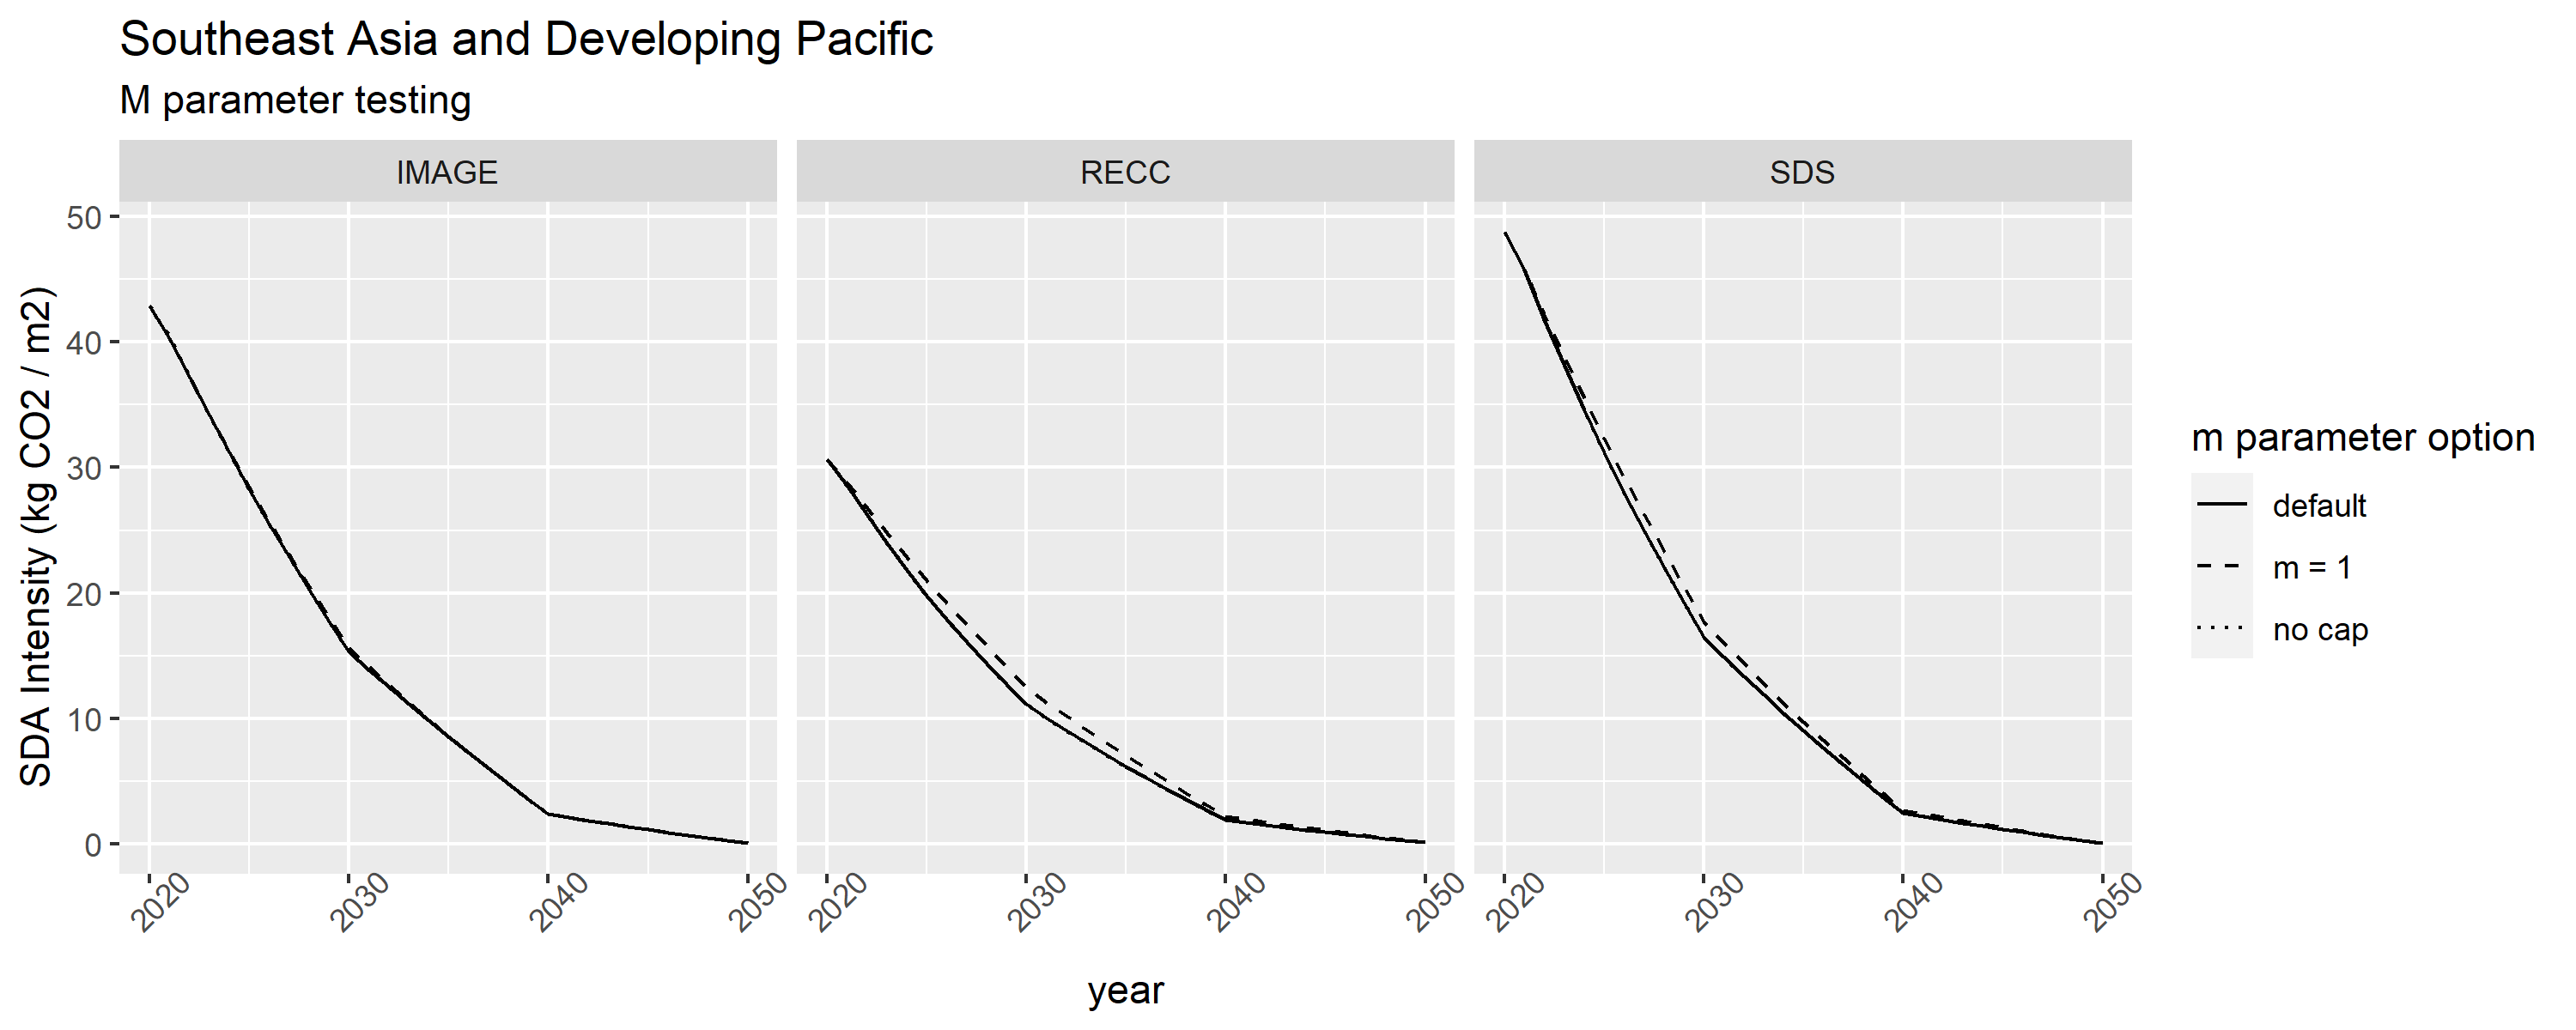 Southeast Asia and Developing Pacific
M parameter testing
IMAGE
RECC
SDS
SDA Intensity (kg CO2 / m2)
50
40
30
20
10
0
2020
2030
2040
2050
2020
2030
2040
2050
2020
2030
2040
2050
year
m parameter option
default
m = 1
no cap